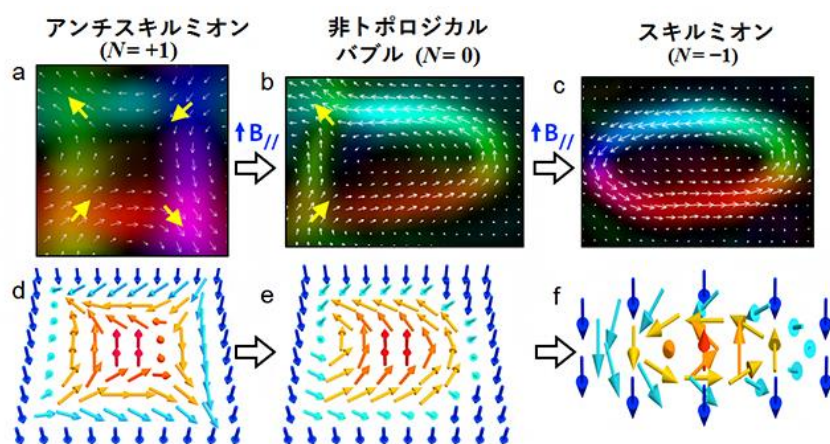 アンチスキルミオン
(N= +1)
非トポロジカル
バブル (N= 0)
スキルミオン
(N= −1)
a
b
c
↑B//
↑B//
d
e
f